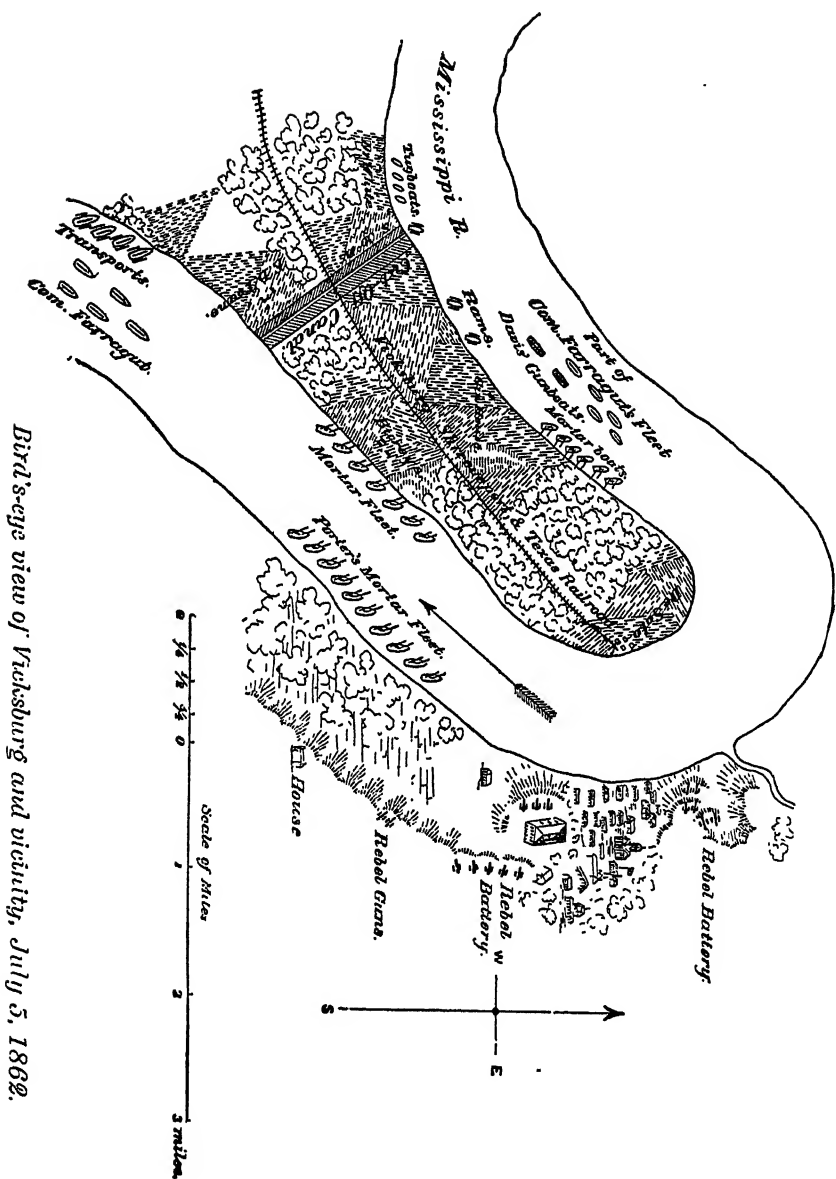 Mississippi R.
Tugboats.
Rams.
Part of
Com. Farragut's Fleet
Davis' Gunboats.
Mortar boats
Transports.
Com. Farragut.
Canal.
& Texas Railroad
Mortar Fleet.
Porter's Mortar Fleet.
House
Rebel Guns.
Rebel
Battery.
Rebel Battery.
W
E
S
Scale of Miles
¼
½
¾
0
1
2
3 miles.
Bird's-eye view of Vicksburg and vicinity, July 5, 1862.